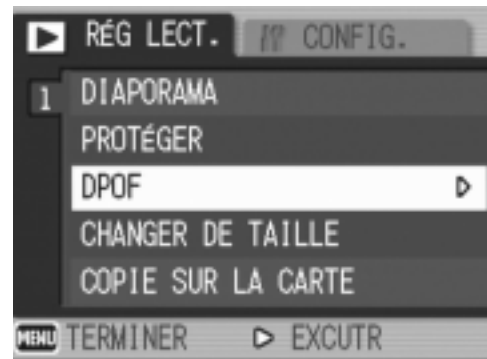 RÉG LECT. CONFIG.
1 DIAPORAMA
PROTÉGER
DPOF
CHANGER DE TAILLE
COPIE SUR LA CARTE
MENU TERMINER EXCUTR